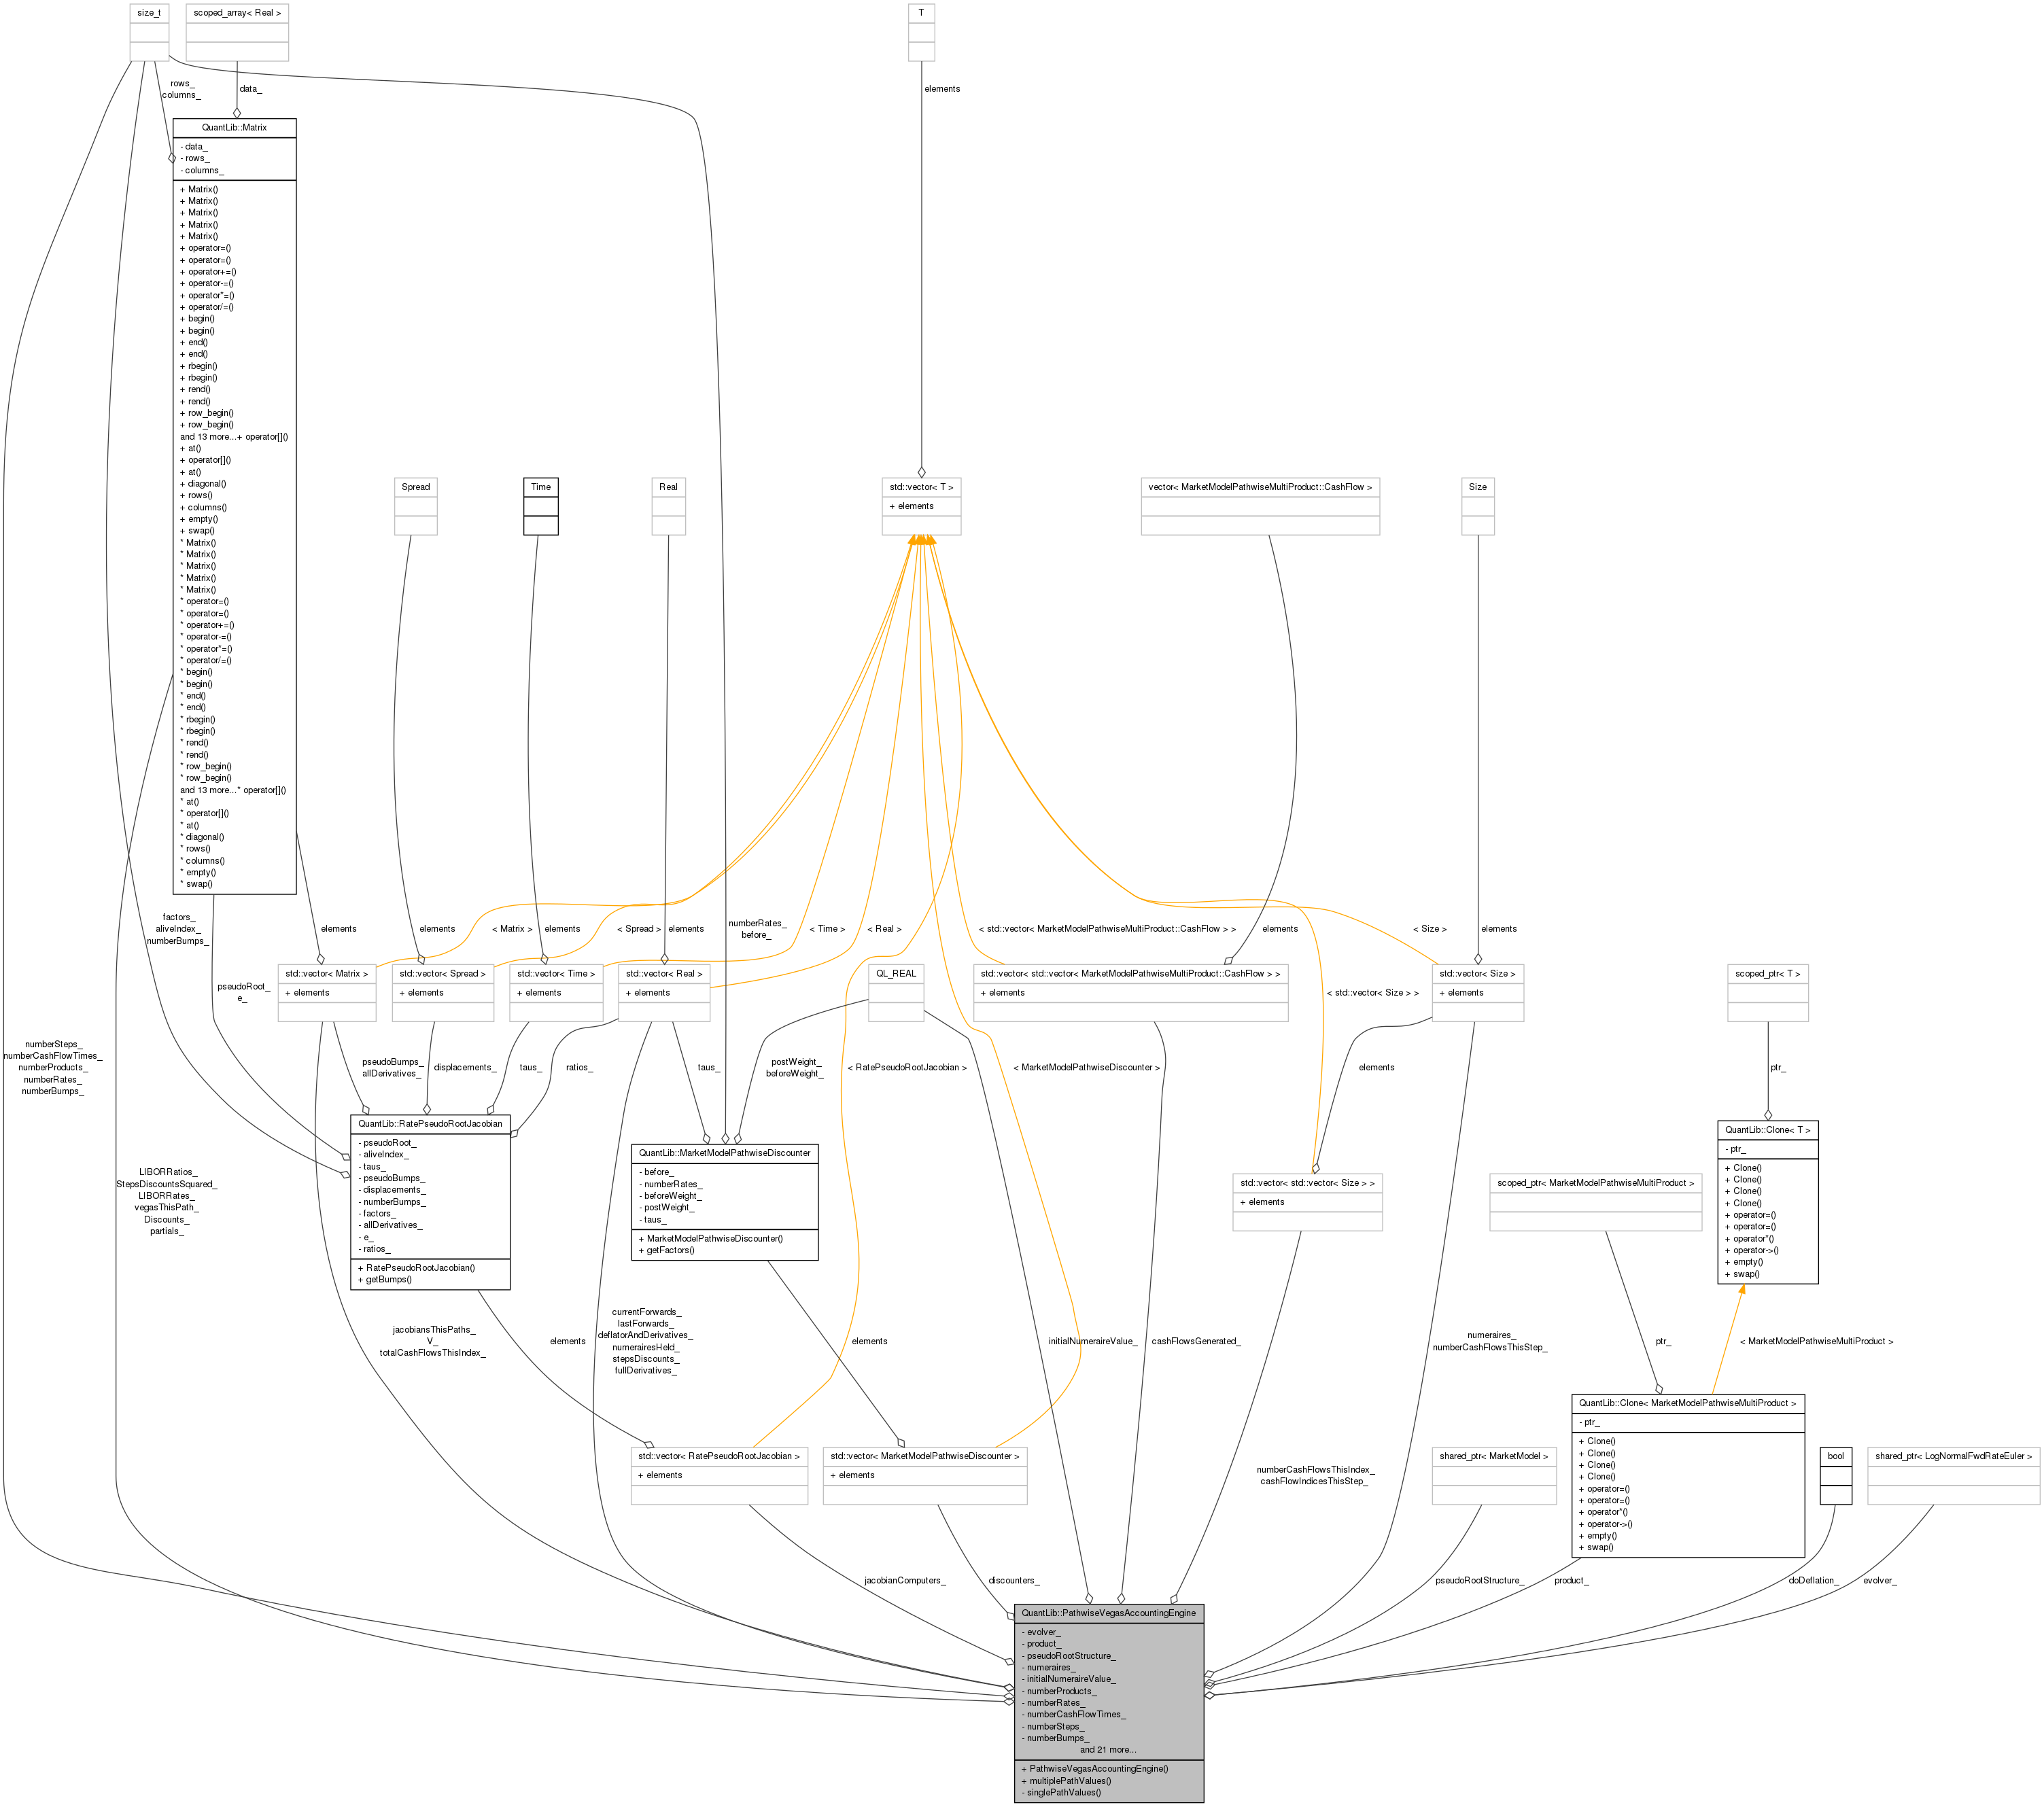 size_t
scoped_array< Real >
T
rows_
columns_
data_
elements
QuantLib::Matrix
- data_
- rows_
- columns_
+ Matrix()
+ Matrix()
+ Matrix()
+ Matrix()
+ Matrix()
+ operator=()
+ operator=()
+ operator+=()
+ operator-=()
+ operator*=()
+ operator/=()
+ begin()
+ begin()
+ end()
+ end()
+ rbegin()
+ rbegin()
+ rend()
+ rend()
+ row_begin()
+ row_begin()
and 13 more...+ operator[]()
+ at()
+ operator[]()
+ at()
+ diagonal()
+ rows()
+ columns()
+ empty()
+ swap()
* Matrix()
* Matrix()
* Matrix()
* Matrix()
* Matrix()
* operator=()
* operator=()
* operator+=()
* operator-=()
* operator*=()
* operator/=()
* begin()
* begin()
* end()
* end()
* rbegin()
* rbegin()
* rend()
* rend()
* row_begin()
* row_begin()
and 13 more...* operator[]()
* at()
* operator[]()
* at()
* diagonal()
* rows()
* columns()
* empty()
* swap()
Spread
Time
Real
std::vector< T >
+ elements
vector< MarketModelPathwiseMultiProduct::CashFlow >
Size
factors_
aliveIndex_
numberBumps_
elements
elements
< Matrix >
elements
< Spread >
elements
numberRates_
before_
< Time >
< Real >
< std::vector< MarketModelPathwiseMultiProduct::CashFlow > >
elements
< Size >
elements
pseudoRoot_
e_
std::vector< Matrix >
+ elements
std::vector< Spread >
+ elements
std::vector< Time >
+ elements
std::vector< Real >
+ elements
QL_REAL
std::vector< std::vector< MarketModelPathwiseMultiProduct::CashFlow > >
+ elements
< std::vector< Size > >
std::vector< Size >
+ elements
scoped_ptr< T >
numberSteps_
numberCashFlowTimes_
numberProducts_
numberRates_
numberBumps_
pseudoBumps_
allDerivatives_
displacements_
taus_
ratios_
taus_
postWeight_
beforeWeight_
< RatePseudoRootJacobian >
< MarketModelPathwiseDiscounter >
elements
ptr_
LIBORRatios_
StepsDiscountsSquared_
LIBORRates_
vegasThisPath_
Discounts_
partials_
QuantLib::RatePseudoRootJacobian
- pseudoRoot_
- aliveIndex_
- taus_
- pseudoBumps_
- displacements_
- numberBumps_
- factors_
- allDerivatives_
- e_
- ratios_
+ RatePseudoRootJacobian()
+ getBumps()
QuantLib::MarketModelPathwiseDiscounter
- before_
- numberRates_
- beforeWeight_
- postWeight_
- taus_
+ MarketModelPathwiseDiscounter()
+ getFactors()
std::vector< std::vector< Size > >
+ elements
scoped_ptr< MarketModelPathwiseMultiProduct >
QuantLib::Clone< T >
- ptr_
+ Clone()
+ Clone()
+ Clone()
+ Clone()
+ operator=()
+ operator=()
+ operator*()
+ operator->()
+ empty()
+ swap()
jacobiansThisPaths_
V_
totalCashFlowsThisIndex_
elements
currentForwards_
lastForwards_
deflatorAndDerivatives_
numerairesHeld_
stepsDiscounts_
fullDerivatives_
elements
initialNumeraireValue_
cashFlowsGenerated_
numeraires_
numberCashFlowsThisStep_
ptr_
< MarketModelPathwiseMultiProduct >
std::vector< RatePseudoRootJacobian >
+ elements
std::vector< MarketModelPathwiseDiscounter >
+ elements
numberCashFlowsThisIndex_
cashFlowIndicesThisStep_
shared_ptr< MarketModel >
QuantLib::Clone< MarketModelPathwiseMultiProduct >
- ptr_
+ Clone()
+ Clone()
+ Clone()
+ Clone()
+ operator=()
+ operator=()
+ operator*()
+ operator->()
+ empty()
+ swap()
bool
shared_ptr< LogNormalFwdRateEuler >
jacobianComputers_
discounters_
pseudoRootStructure_
product_
doDeflation_
evolver_
QuantLib::PathwiseVegasAccountingEngine
- evolver_
- product_
- pseudoRootStructure_
- numeraires_
- initialNumeraireValue_
- numberProducts_
- numberRates_
- numberCashFlowTimes_
- numberSteps_
- numberBumps_
and 21 more...
+ PathwiseVegasAccountingEngine()
+ multiplePathValues()
- singlePathValues()